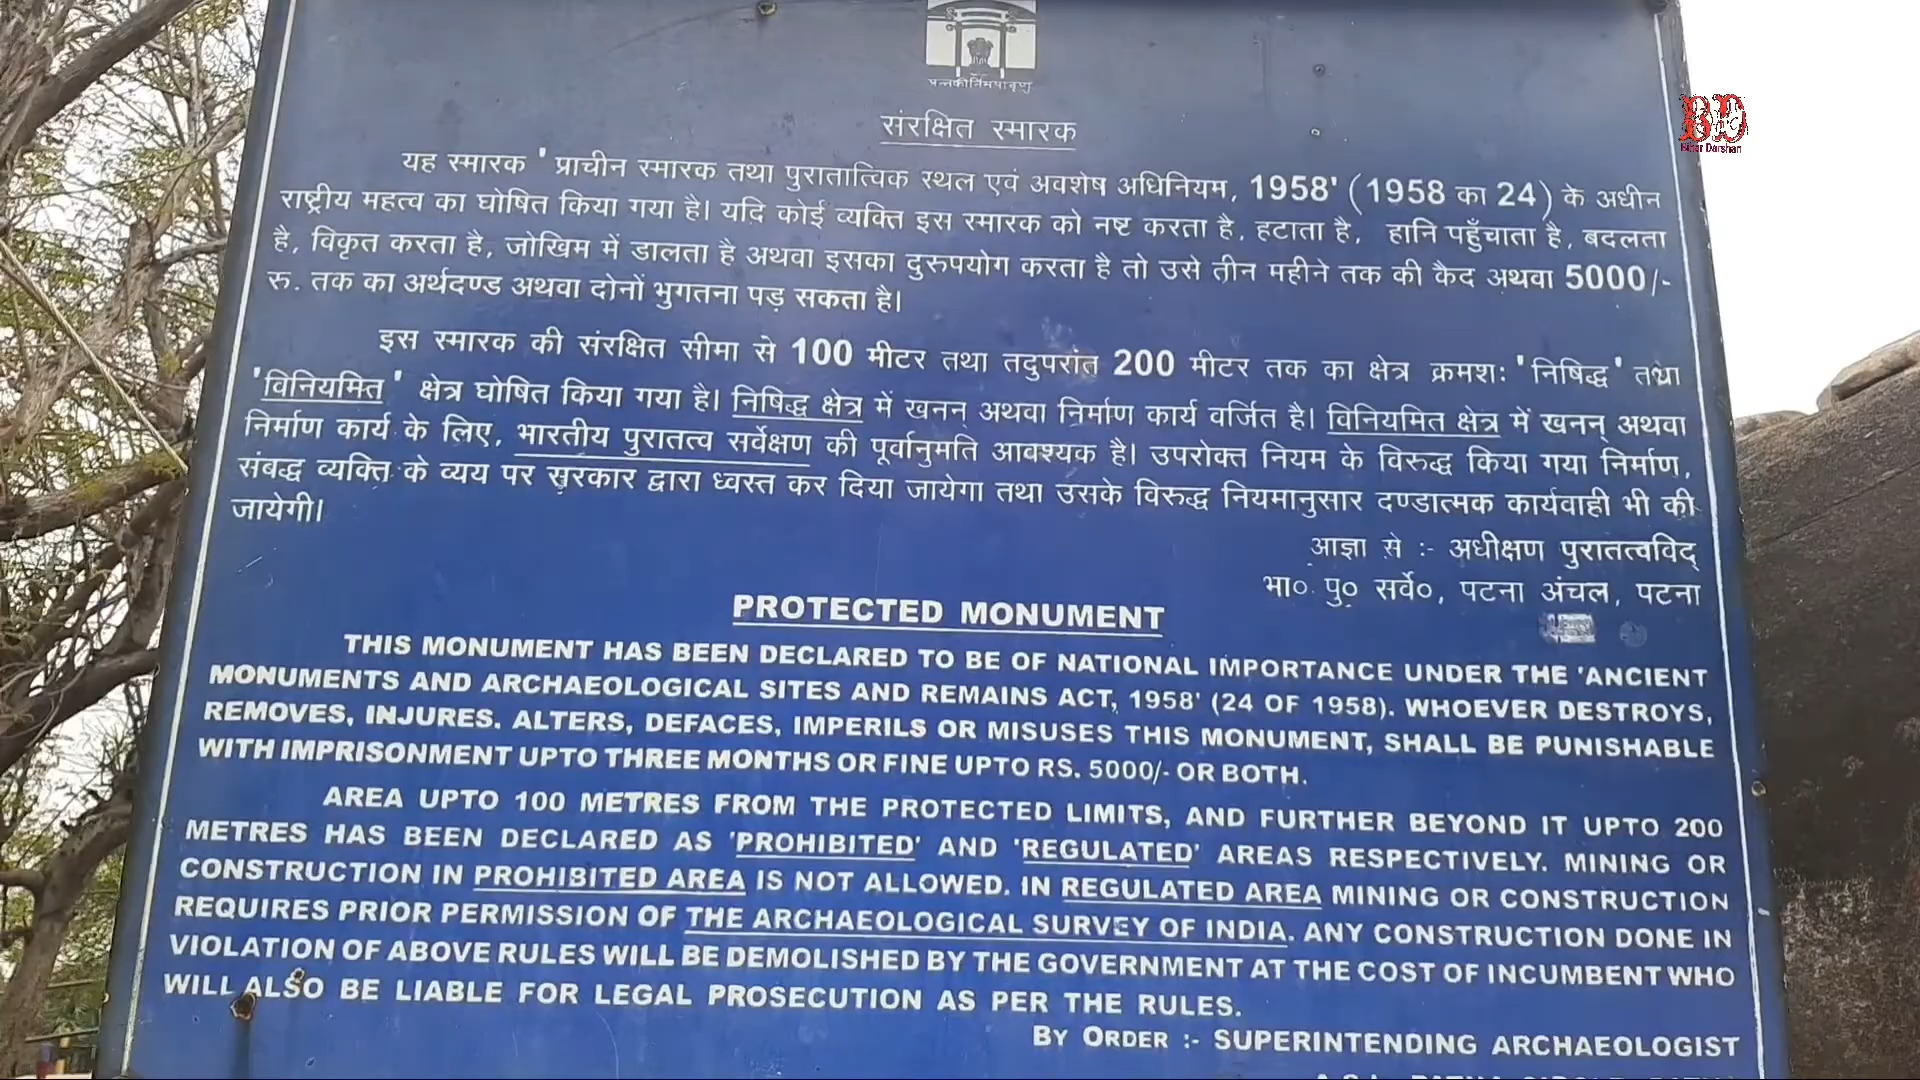 प्रत्नकीर्तिमपावृणु
संरक्षित स्मारक
BD
Bihar Darshan
यह स्मारक ' प्राचीन स्मारक तथा पुरातात्विक स्थल एवं अवशेष अधिनियम, 1958' (1958 का 24) के अधीन
राष्ट्रीय महत्व का घोषित किया गया है। यदि कोई व्यक्ति इस स्मारक को नष्ट करता है, हटाता है, हानि पहुँचाता है, बदलता
है, विकृत करता है, जोखिम में डालता है अथवा इसका दुरुपयोग करता है तो उसे तीन महीने तक की कैद अथवा 5000/-
रू. तक का अर्थदण्ड अथवा दोनों भुगतना पड़ सकता है।
इस स्मारक की संरक्षित सीमा से 100 मीटर तथा तदुपरांत 200 मीटर तक का क्षेत्र क्रमशः 'निषिद्ध' तथा
'विनियमित' क्षेत्र घोषित किया गया है। निषिद्ध क्षेत्र में खनन् अथवा निर्माण कार्य वर्जित है। विनियमित क्षेत्र में खनन् अथवा
निर्माण कार्य के लिए, भारतीय पुरातत्व सर्वेक्षण की पूर्वानुमति आवश्यक है। उपरोक्त नियम के विरुद्ध किया गया निर्माण,
संबद्ध व्यक्ति के व्यय पर सरकार द्वारा ध्वस्त कर दिया जायेगा तथा उसके विरुद्ध नियमानुसार दण्डात्मक कार्यवाही भी की
जायेगी।
आज्ञा से :- अधीक्षण पुरातत्वविद्
भा० पु० सर्वे०, पटना अंचल, पटना
PROTECTED MONUMENT
THIS MONUMENT HAS BEEN DECLARED TO BE OF NATIONAL IMPORTANCE UNDER THE 'ANCIENT
MONUMENTS AND ARCHAEOLOGICAL SITES AND REMAINS ACT, 1958' (24 OF 1958). WHOEVER DESTROYS,
REMOVES, INJURES. ALTERS, DEFACES, IMPERILS OR MISUSES THIS MONUMENT, SHALL BE PUNISHABLE
WITH IMPRISONMENT UPTO THREE MONTHS OR FINE UPTO RS. 5000/- OR BOTH.
AREA UPTO 100 METRES FROM THE PROTECTED LIMITS, AND FURTHER BEYOND IT UPTO 200
METRES HAS BEEN DECLARED AS 'PROHIBITED' AND 'REGULATED' AREAS RESPECTIVELY. MINING OR
CONSTRUCTION IN PROHIBITED AREA IS NOT ALLOWED. IN REGULATED AREA MINING OR CONSTRUCTION
REQUIRES PRIOR PERMISSION OF THE ARCHAEOLOGICAL SURVEY OF INDIA. ANY CONSTRUCTION DONE IN
VIOLATION OF ABOVE RULES WILL BE DEMOLISHED BY THE GOVERNMENT AT THE COST OF INCUMBENT WHO
WILL ALSO BE LIABLE FOR LEGAL PROSECUTION AS PER THE RULES.
BY ORDER :- SUPERINTENDING ARCHAEOLOGIST